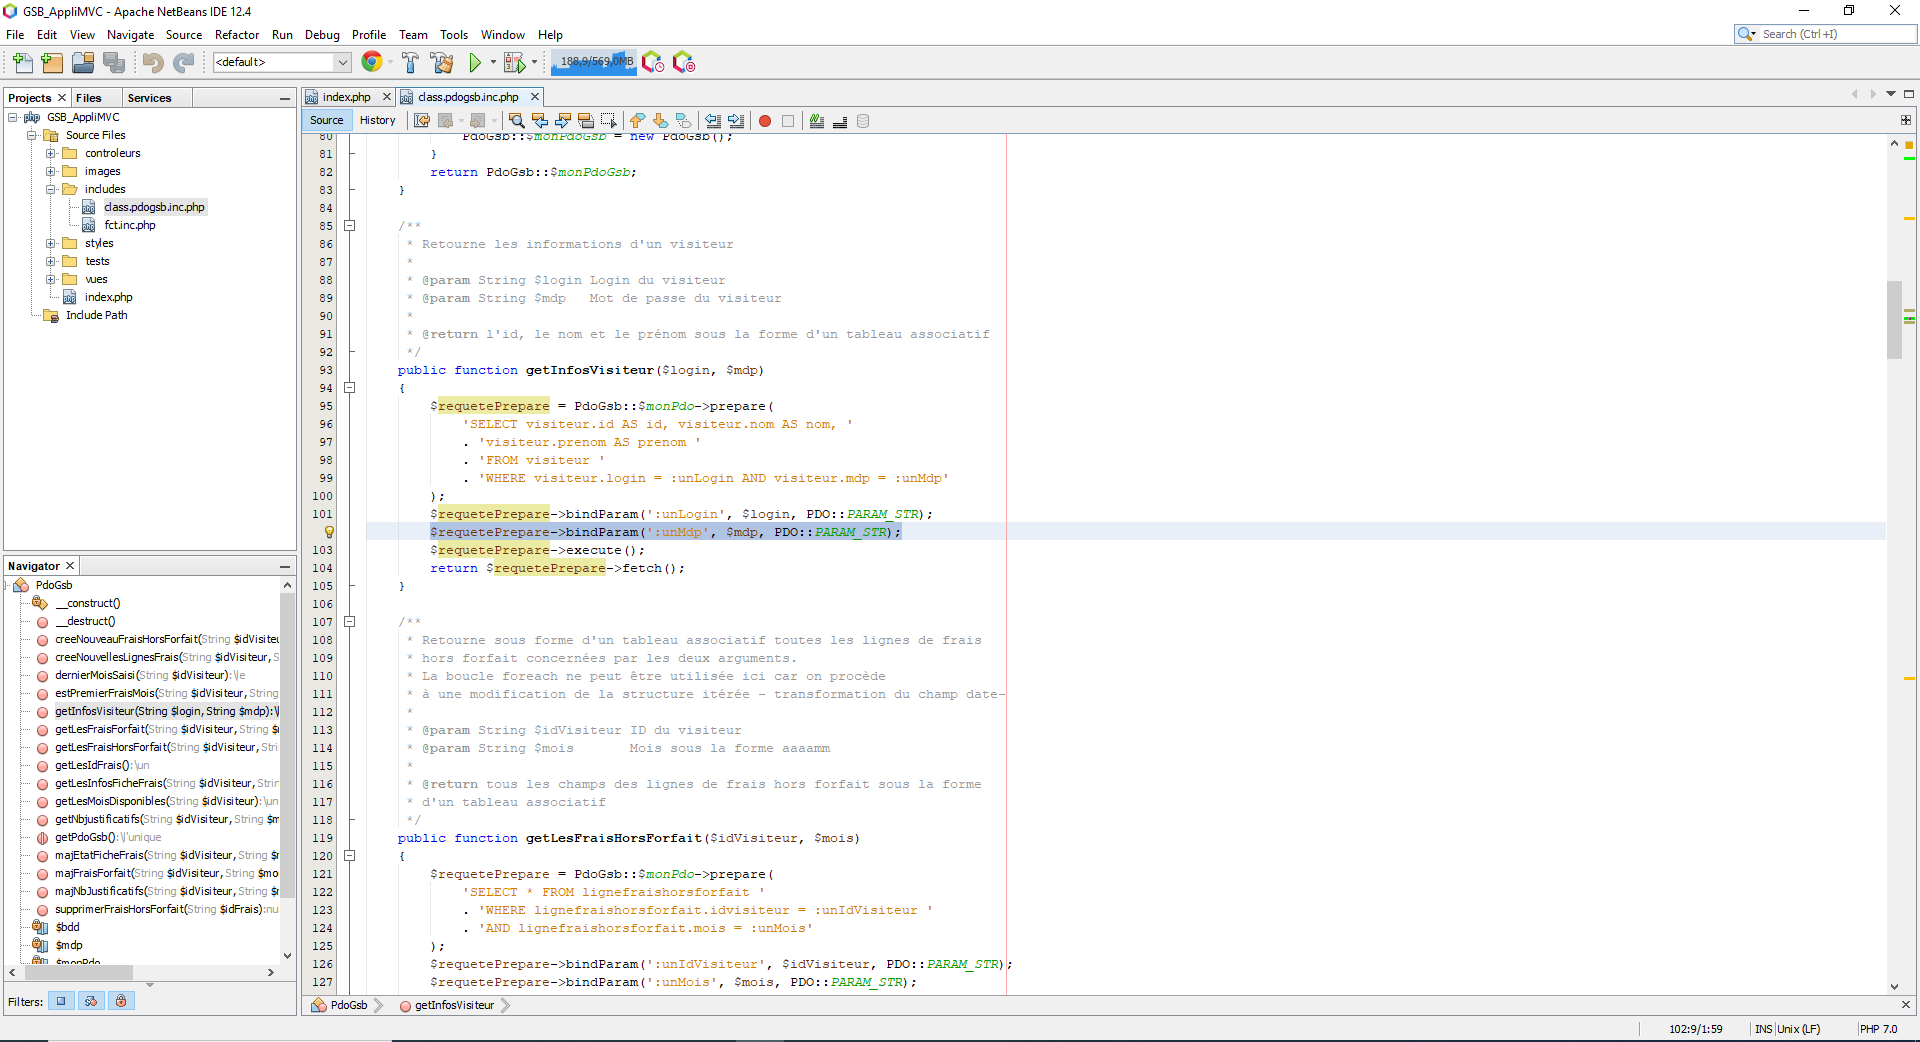 GSB_AppliMVC - Apache NetBeans IDE 12.4
File Edit View Navigate Source Refactor Run Debug Profile Team Tools Window Help
Search (Ctrl+I)
<default>
188,9/569,0MB
Projects Files Services
GSB_AppliMVC
Source Files
controleurs
images
includes
class.pdogsb.inc.php
fct.inc.php
styles
tests
vues
index.php
Include Path
Navigator
PdoGsb
__construct()
__destruct()
creeNouveauFraisHorsForfait(String $idVisiteu
creeNouvellesLignesFrais(String $idVisiteur, S
dernierMoisSaisi(String $idVisiteur):\le
estPremierFraisMois(String $idVisiteur, String
getInfosVisiteur(String $login, String $mdp):\l
getLesFraisForfait(String $idVisiteur, String $
getLesFraisHorsForfait(String $idVisiteur, Stri
getLesIdFrais():\un
getLesInfosFicheFrais(String $idVisiteur, Strin
getLesMoisDisponibles(String $idVisiteur):\un
getNbjustificatifs(String $idVisiteur, String $m
getPdoGsb():\l'unique
majEtatFicheFrais(String $idVisiteur, String $
majFraisForfait(String $idVisiteur, String $mo
majNbJustificatifs(String $idVisiteur, String $
supprimerFraisHorsForfait(String $idFrais):nu
$bdd
$mdp
$monPdo
Filters:
index.php class.pdogsb.inc.php
Source History
80 PdoGsb::$monPdoGsb = new PdoGsb();
81 }
82 return PdoGsb::$monPdoGsb;
83 }
84
85 /**
86 * Retourne les informations d'un visiteur
87 *
88 * @param String $login Login du visiteur
89 * @param String $mdp Mot de passe du visiteur
90 *
91 * @return l'id, le nom et le prénom sous la forme d'un tableau associatif
92 */
93 public function getInfosVisiteur($login, $mdp)
94 {
95 $requetePrepare = PdoGsb::$monPdo->prepare(
96 'SELECT visiteur.id AS id, visiteur.nom AS nom, '
97 . 'visiteur.prenom AS prenom '
98 . 'FROM visiteur '
99 . 'WHERE visiteur.login = :unLogin AND visiteur.mdp = :unMdp'
100 );
101 $requetePrepare->bindParam(':unLogin', $login, PDO::PARAM_STR);
$requetePrepare->bindParam(':unMdp', $mdp, PDO::PARAM_STR);
103 $requetePrepare->execute();
104 return $requetePrepare->fetch();
105 }
106
107 /**
108 * Retourne sous forme d'un tableau associatif toutes les lignes de frais
109 * hors forfait concernées par les deux arguments.
110 * La boucle foreach ne peut être utilisée ici car on procède
111 * à une modification de la structure itérée - transformation du champ date-
112 *
113 * @param String $idVisiteur ID du visiteur
114 * @param String $mois Mois sous la forme aaaamm
115 *
116 * @return tous les champs des lignes de frais hors forfait sous la forme
117 * d'un tableau associatif
118 */
119 public function getLesFraisHorsForfait($idVisiteur, $mois)
120 {
121 $requetePrepare = PdoGsb::$monPdo->prepare(
122 'SELECT * FROM lignefraishorsforfait '
123 . 'WHERE lignefraishorsforfait.idvisiteur = :unIdVisiteur '
124 . 'AND lignefraishorsforfait.mois = :unMois'
125 );
126 $requetePrepare->bindParam(':unIdVisiteur', $idVisiteur, PDO::PARAM_STR);
127 $requetePrepare->bindParam(':unMois', $mois, PDO::PARAM_STR);
PdoGsb getInfosVisiteur
102:9/1:59 INS Unix (LF) PHP 7.0